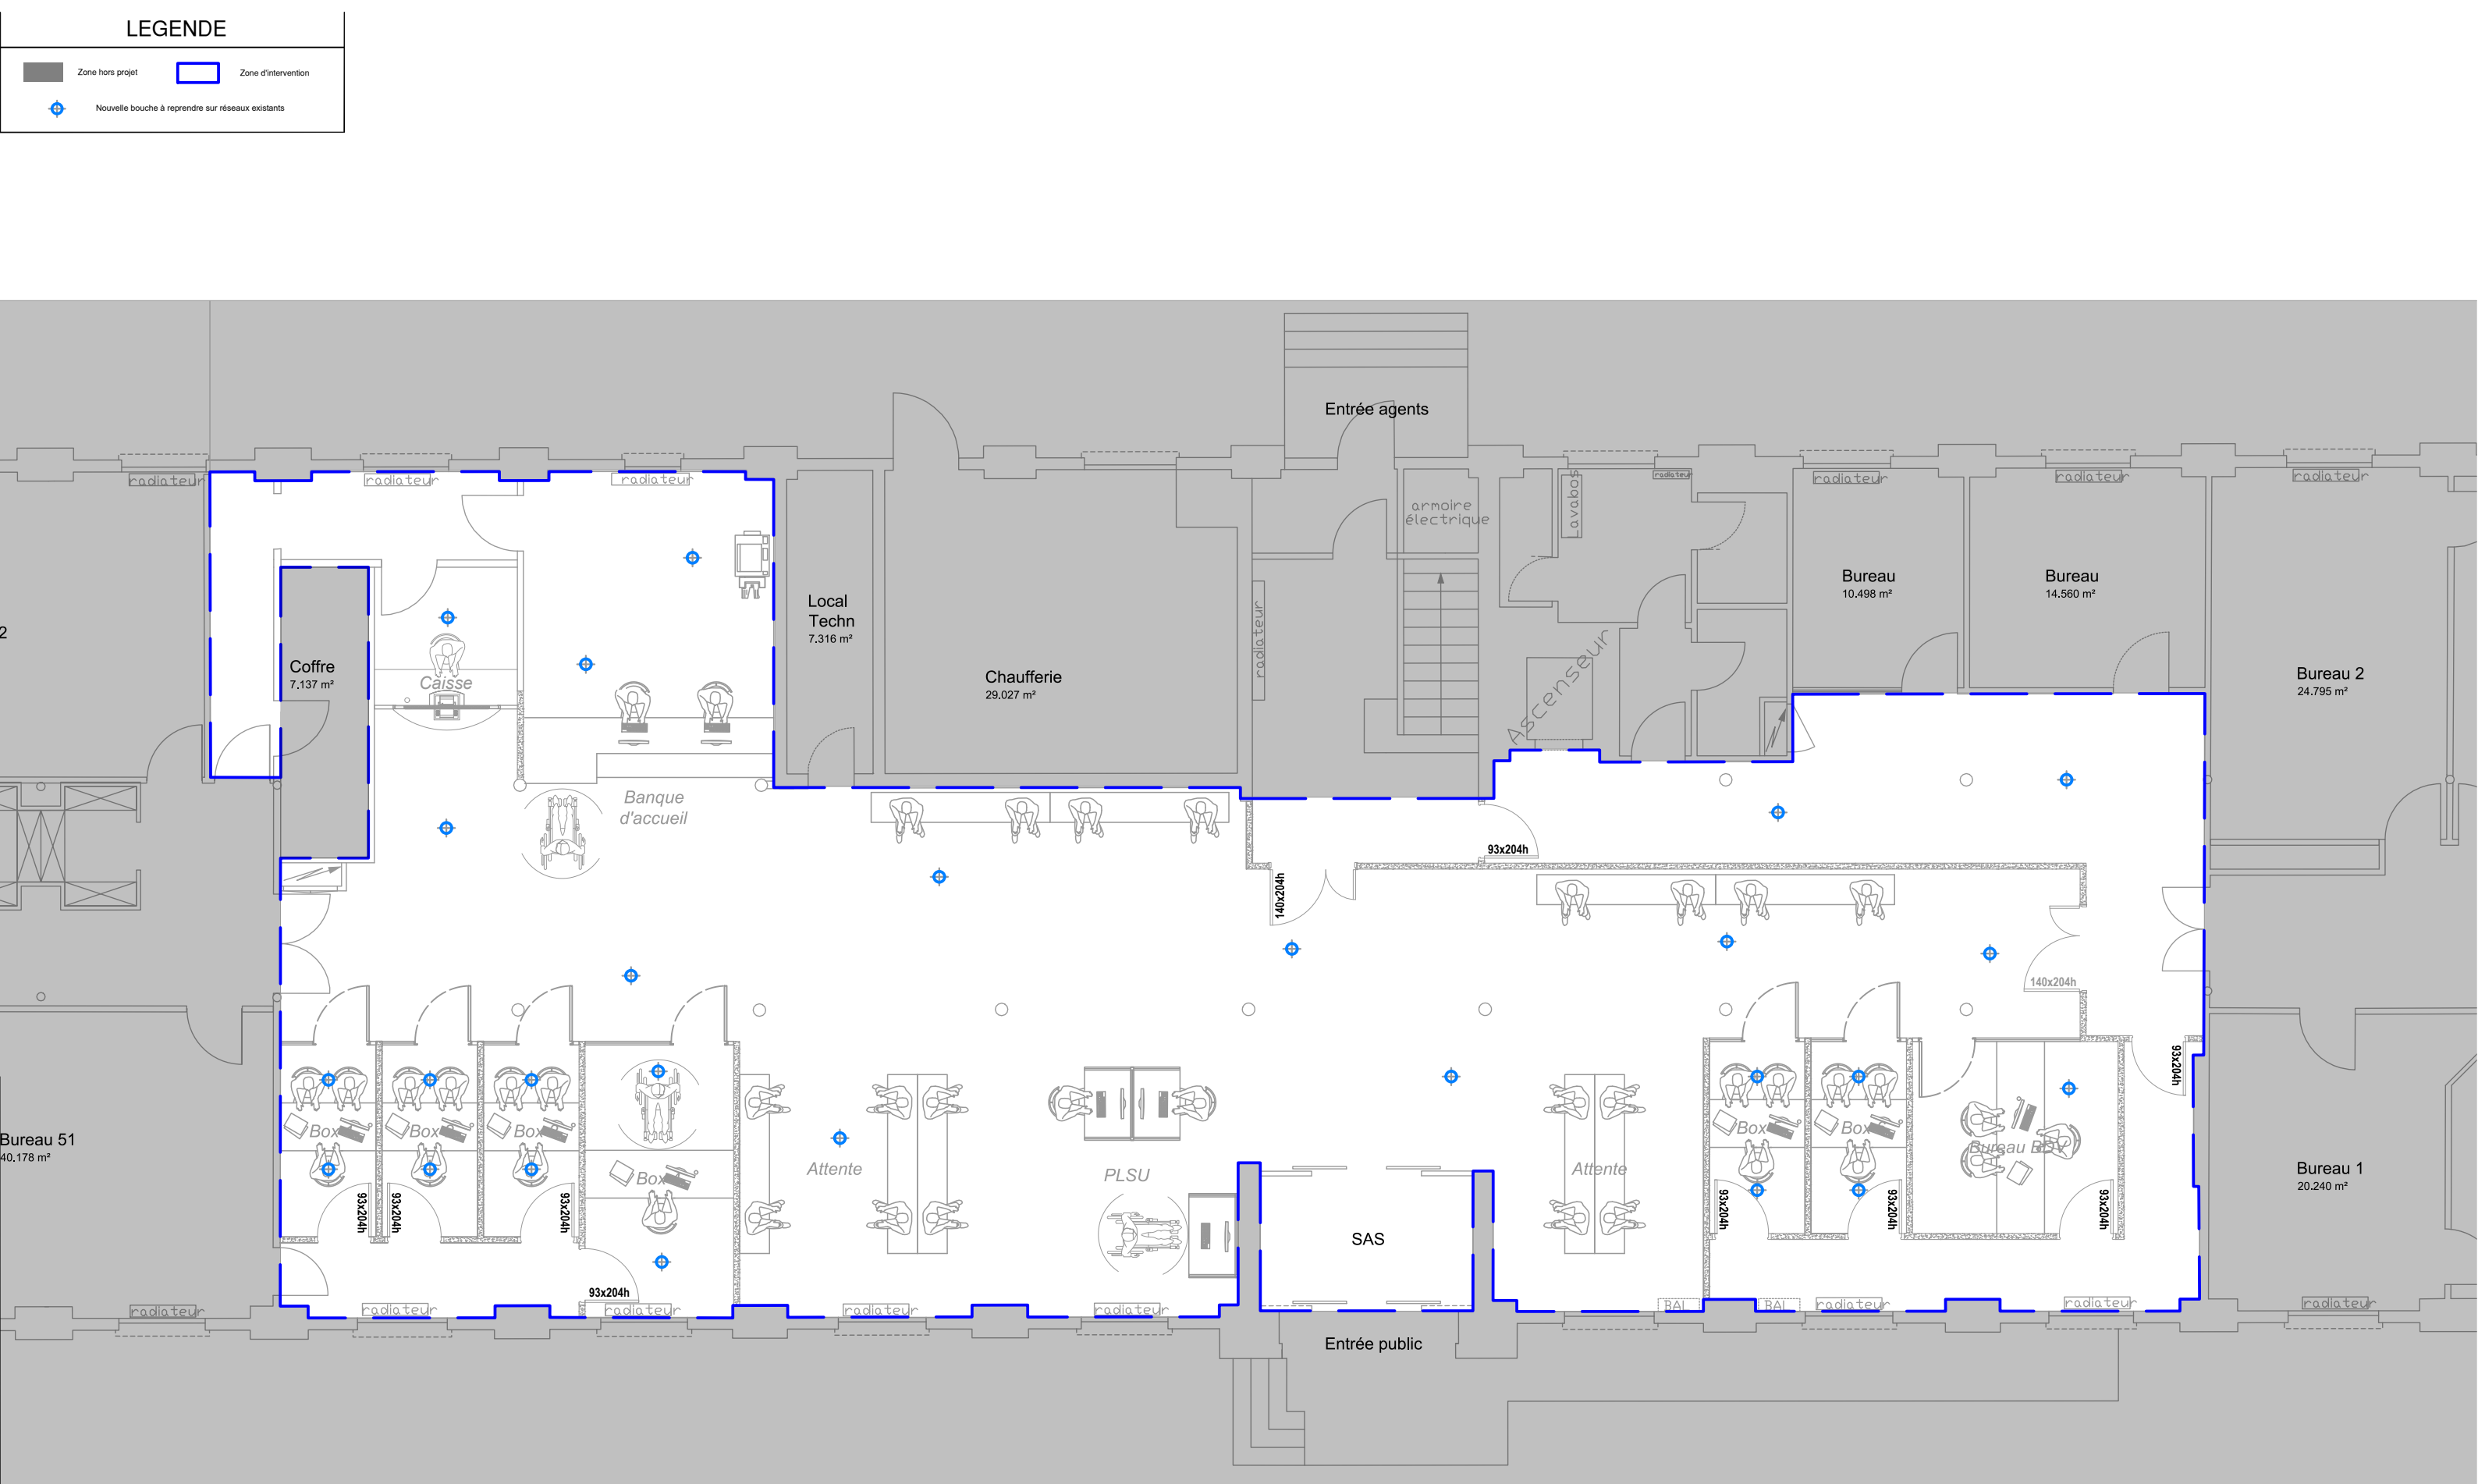 LEGENDE
Zone hors projet
Zone d'intervention
Nouvelle bouche à reprendre sur réseaux existants
Entrée agents
radiateur
radiateur
radiateur
radiateur
radiateur
radiateur
radiateur
Lavabos
armoire
électrique
2
Coffre
7.137 m²
Caisse
Local
Techn
7.316 m²
Chaufferie
29.027 m²
radiateur
Ascenseur
Bureau
10.498 m²
Bureau
14.560 m²
Bureau 2
24.795 m²
Banque
d'accueil
93x204h
140x204h
140x204h
93x204h
Bureau 51
40.178 m²
Box
Box
Box
Box
Attente
PLSU
SAS
Attente
Box
Box
Bureau
Bureau 1
20.240 m²
93x204h
93x204h
93x204h
93x204h
93x204h
93x204h
93x204h
radiateur
radiateur
radiateur
radiateur
radiateur
BAL
BAL
radiateur
radiateur
radiateur
Entrée public